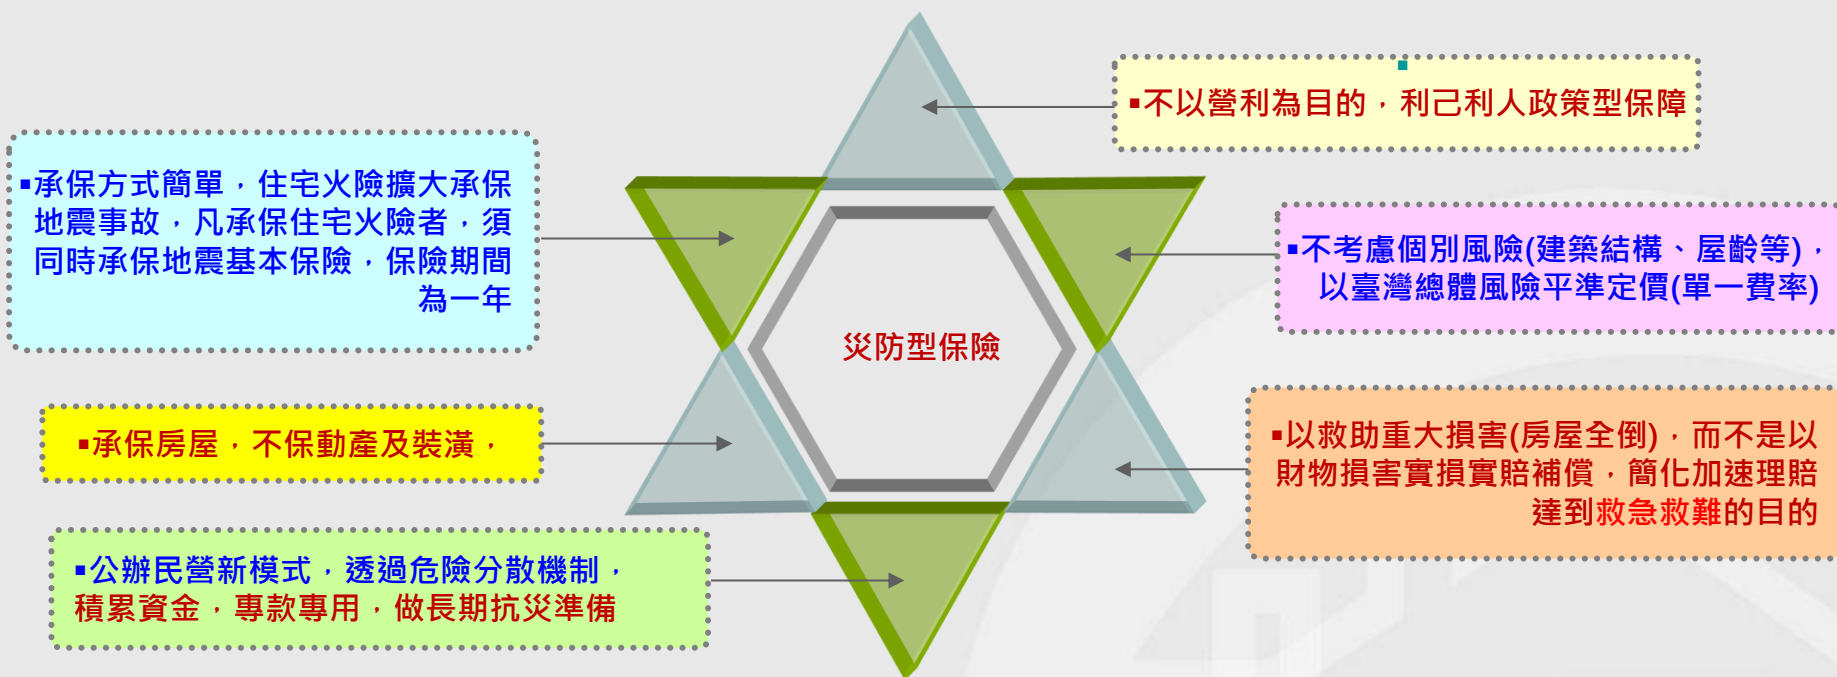 ▪不以營利為目的，利己利人政策型保障
▪承保方式簡單，住宅火險擴大承保
地震事故，凡承保住宅火險者，須
同時承保地震基本保險，保險期間
為一年
▪不考慮個別風險(建築結構、屋齡等)，
以臺灣總體風險平準定價(單一費率)
災防型保險
▪承保房屋，不保動產及裝潢，
▪以救助重大損害(房屋全倒)，而不是以
財物損害實損實賠補償，簡化加速理賠
達到救急救難的目的
▪公辦民營新模式，透過危險分散機制，
積累資金，專款專用，做長期抗災準備